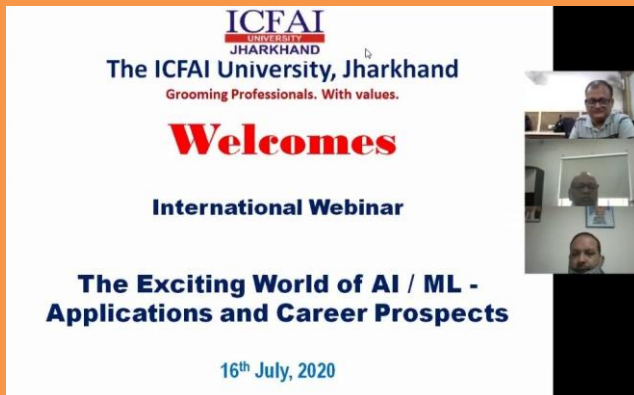 ICFAI
UNIVERSITY
JHARKHAND
The ICFAI University, Jharkhand
Grooming Professionals. With values.
Welcomes
International Webinar
The Exciting World of AI / ML -
Applications and Career Prospects
16th July, 2020